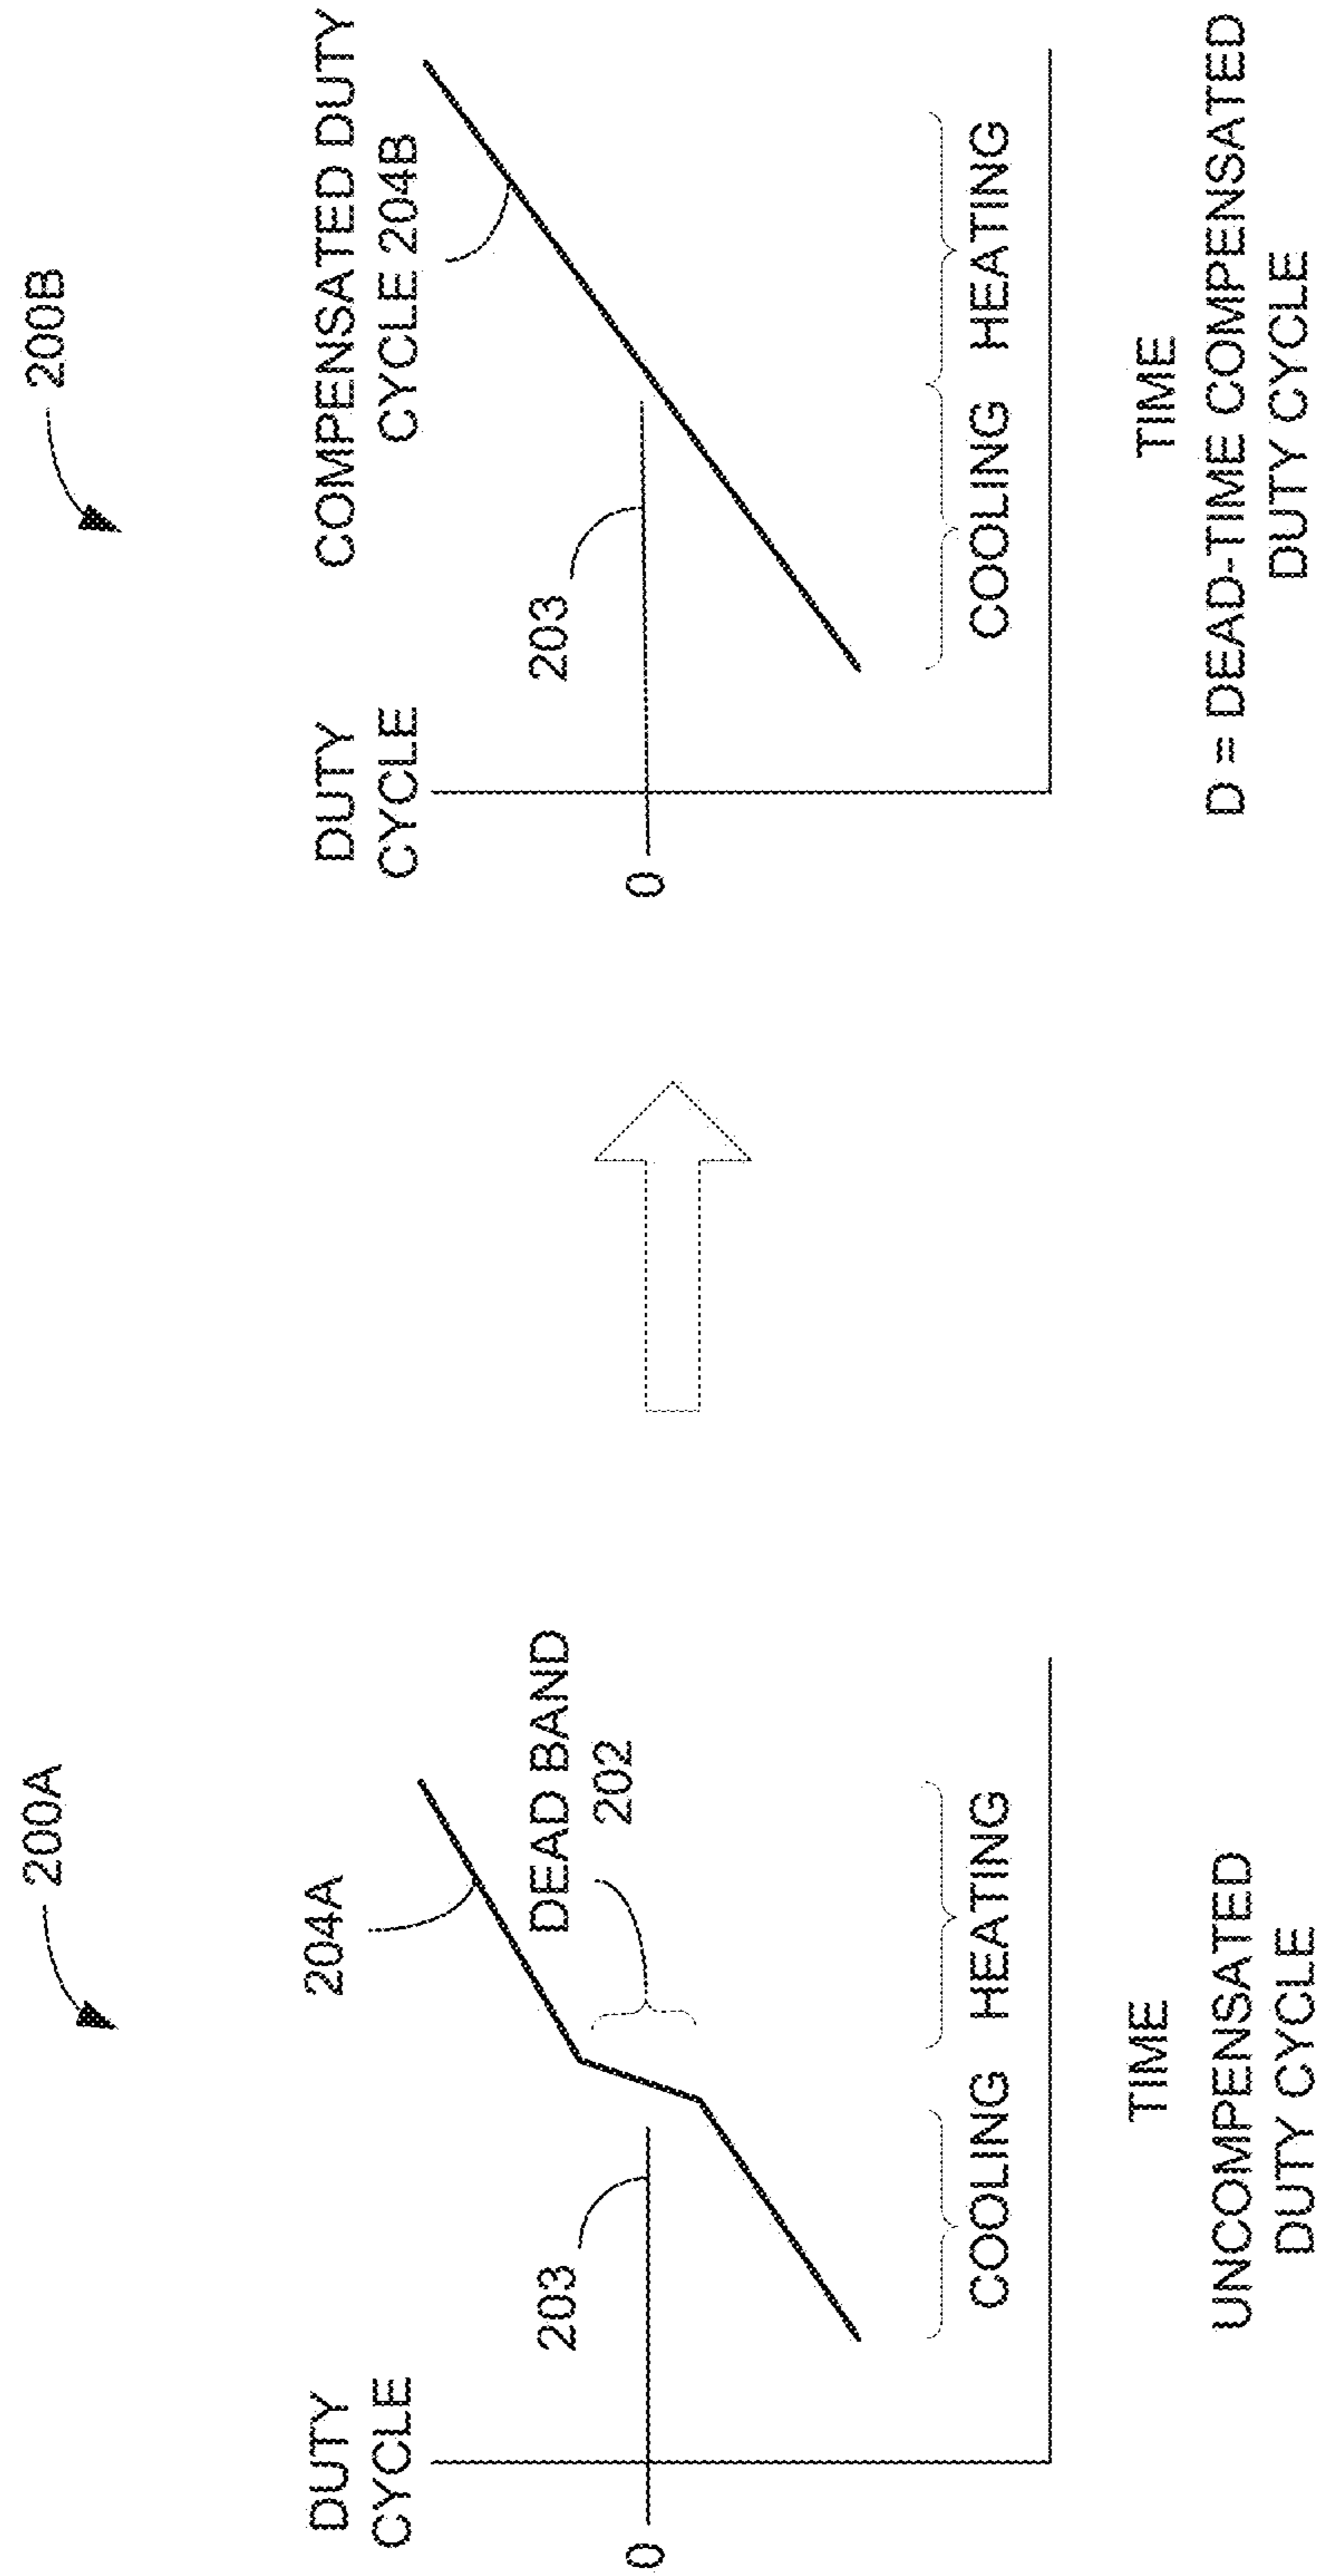 200A
DUTY
CYCLE
204A
203
DEAD BAND
202
0
COOLING HEATING
TIME
UNCOMPENSATED
DUTY CYCLE
200B
DUTY
CYCLE
COMPENSATED DUTY
CYCLE 204B
203
0
COOLING HEATING
TIME
D = DEAD-TIME COMPENSATED
DUTY CYCLE